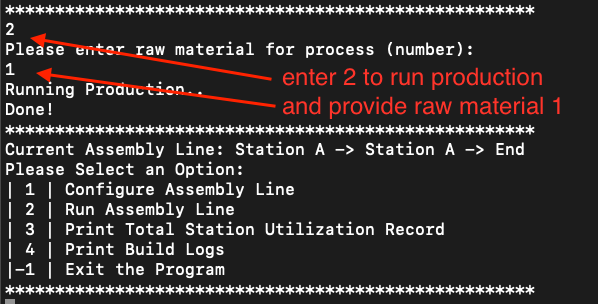 *****************************************************
2
Please enter raw material for process (number):
1
enter 2 to run production
Running Production..
and provide raw material 1
Done!
*****************************************************
Current Assembly Line: Station A -> Station A -> End
Please Select an Option:
| 1 | Configure Assembly Line
| 2 | Run Assembly Line
| 3 | Print Total Station Utilization Record
| 4 | Print Build Logs
|-1 | Exit the Program
*****************************************************